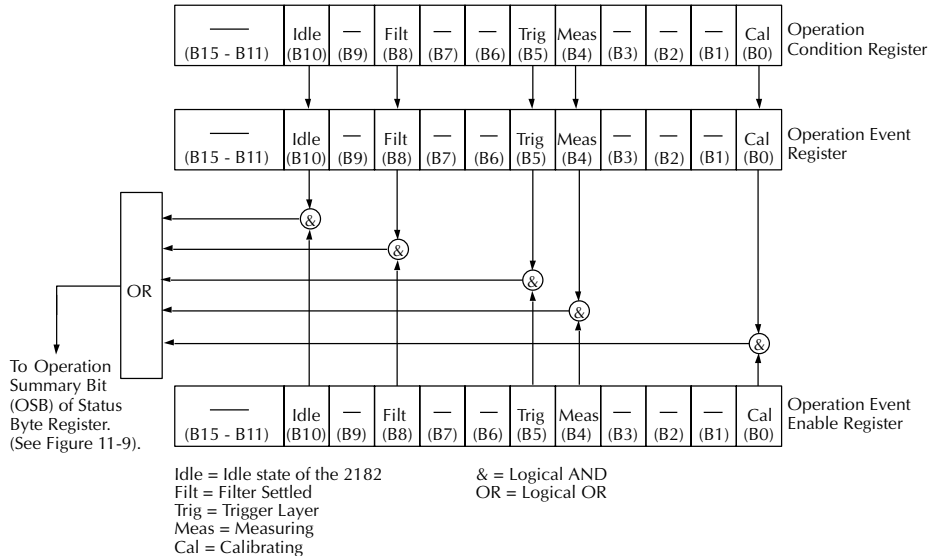 Idle Filt Trig Meas Cal
(B15 - B11) (B10) (B9) (B8) (B7) (B6) (B5) (B4) (B3) (B2) (B1) (B0)
Operation
Condition Register
Idle Filt Trig Meas Cal
(B15 - B11) (B10) (B9) (B8) (B7) (B6) (B5) (B4) (B3) (B2) (B1) (B0)
Operation Event
Register
&
&
&
&
&
OR
To Operation
Summary Bit
(OSB) of Status
Byte Register.
(See Figure 11-9).
Idle Filt Trig Meas Cal
(B15 - B11) (B10) (B9) (B8) (B7) (B6) (B5) (B4) (B3) (B2) (B1) (B0)
Operation Event
Enable Register
Idle = Idle state of the 2182
Filt = Filter Settled
Trig = Trigger Layer
Meas = Measuring
Cal = Calibrating
& = Logical AND
OR = Logical OR